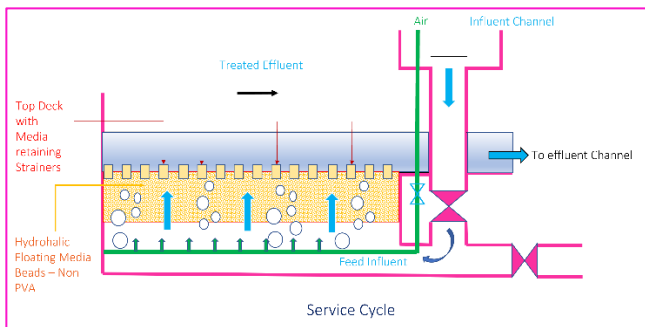 Air
Influent Channel
Treated Effluent
Top Deck
with
Media
retaining
Strainers
To effluent Channel
Hydrohalic
Floating Media
Beads – Non
PVA
Feed Influent
Service Cycle